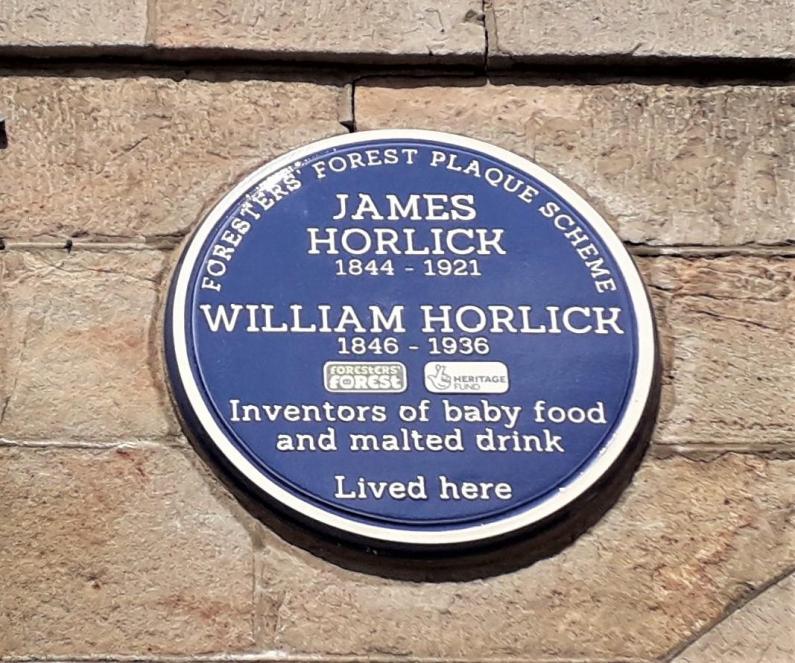 FORESTERS' FOREST PLAQUE SCHEME
JAMES
HORLICK
1844 - 1921
WILLIAM HORLICK
1846 - 1936
FORESTERS'
FOREST
HERITAGE
FUND
Inventors of baby food
and malted drink
Lived here